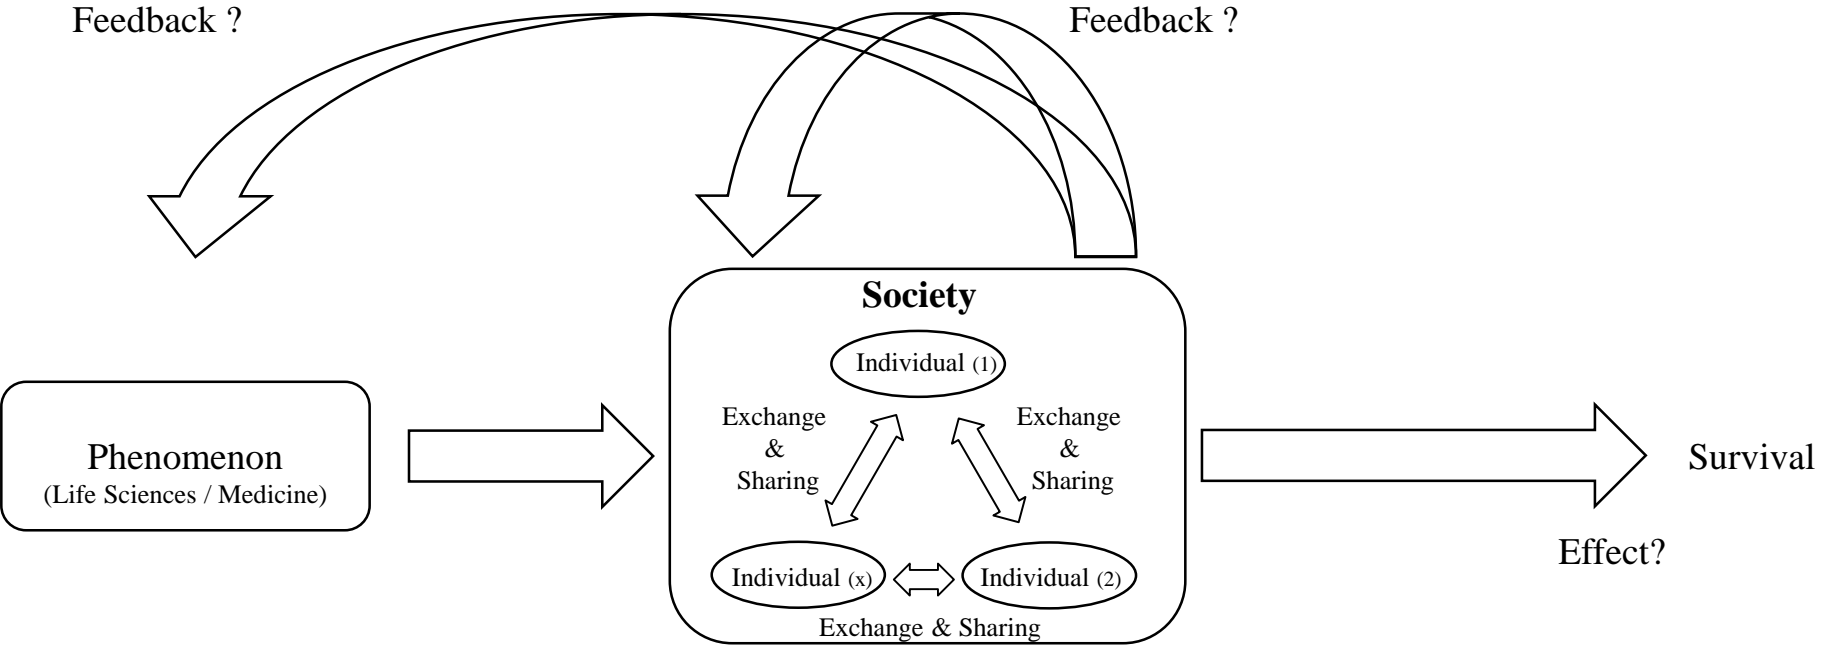 Feedback ?
Feedback ?
Society
Individual (1)
Exchange
&
Sharing
Exchange
&
Sharing
Phenomenon
(Life Sciences / Medicine)
Survival
Effect?
Individual (x)
Individual (2)
Exchange & Sharing